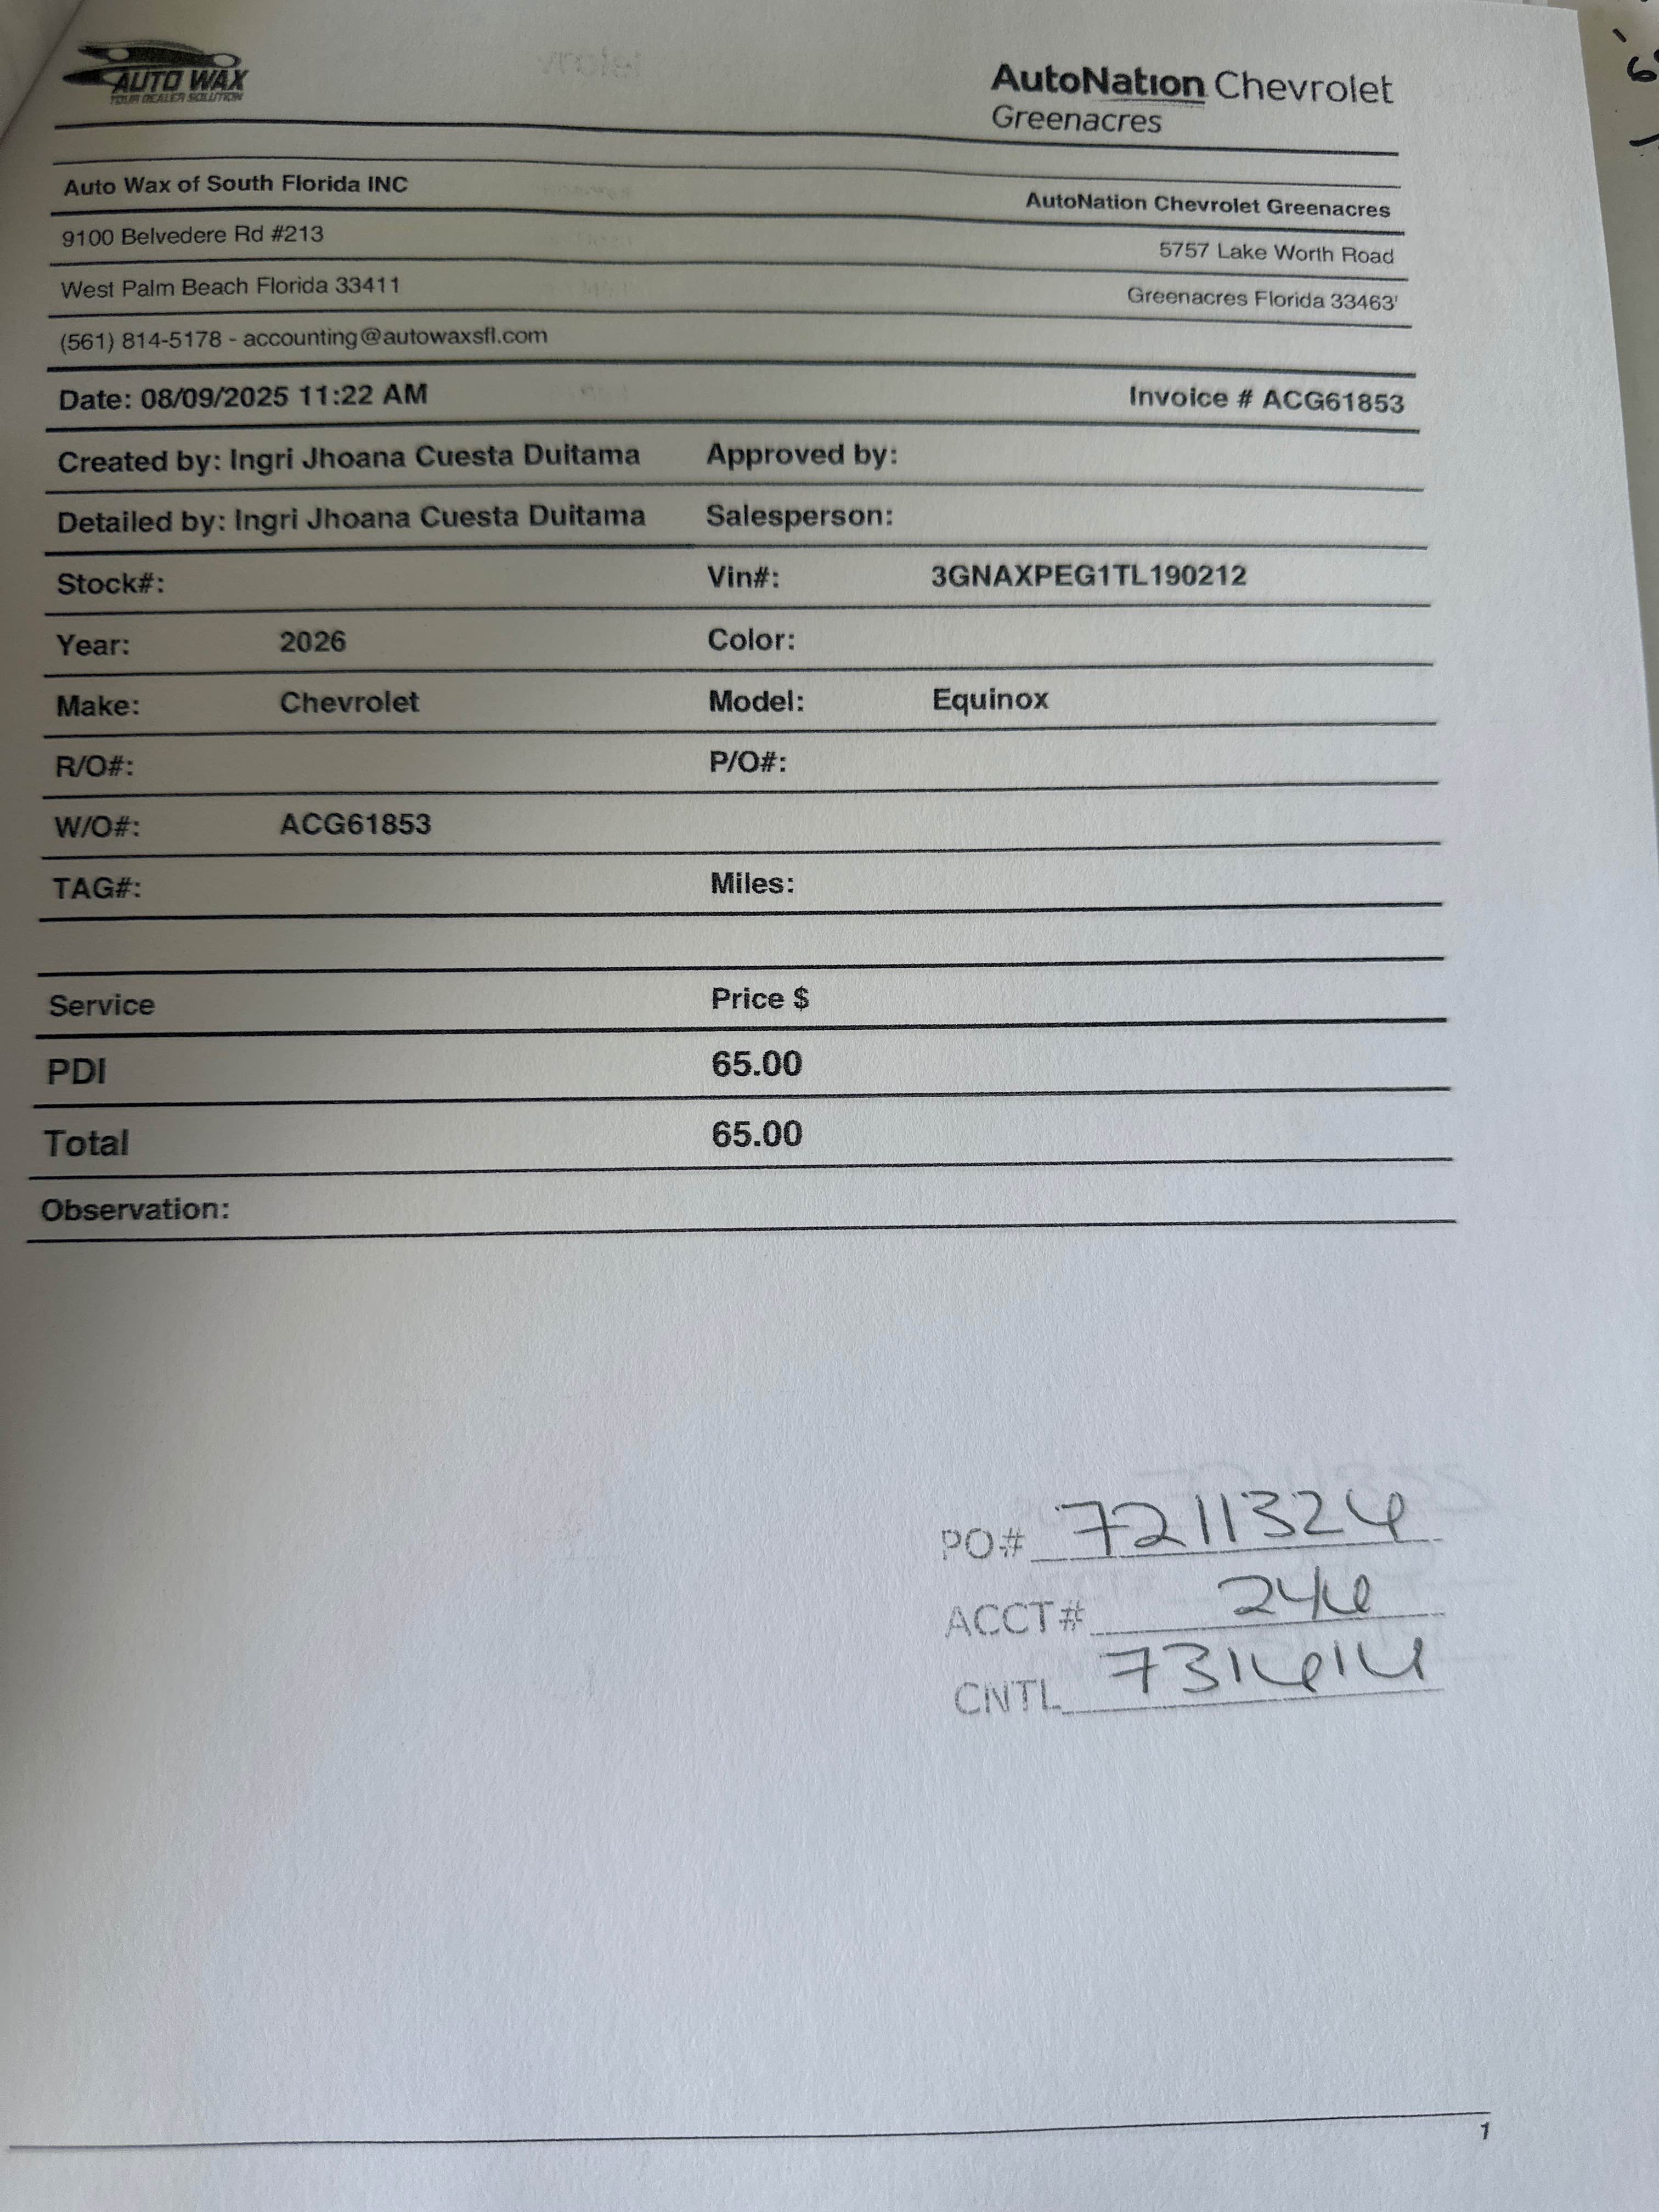 AUTO WAX
YOUR DEALER SOLUTION
AutoNation Chevrolet
Greenacres
Auto Wax of South Florida INC
AutoNation Chevrolet Greenacres
9100 Belvedere Rd #213
5757 Lake Worth Road
West Palm Beach Florida 33411
Greenacres Florida 33463'
(561) 814-5178 - accounting@autowaxsfl.com
Date: 08/09/2025 11:22 AM Invoice # ACG61853
Created by: Ingri Jhoana Cuesta Duitama Approved by:
Detailed by: Ingri Jhoana Cuesta Duitama Salesperson:
Stock#: Vin#: 3GNAXPEG1TL190212
Year: 2026 Color:
Make: Chevrolet Model: Equinox
R/O#: P/O#:
W/O#: ACG61853
TAG#: Miles:
Service Price $
PDI 65.00
Total 65.00
Observation:
PO# 7211326
ACCT# 246
CNTL
1